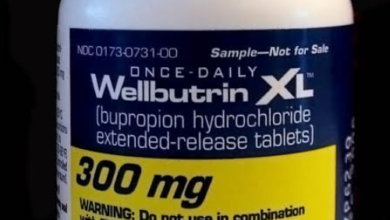 NDC 0173-0731-00 Sample—Not for Sale
ONCE-DAILY
Wellbutrin XL™
(bupropion hydrochloride
extended-release tablets)
300 mg
WARNING: Do not use in combination